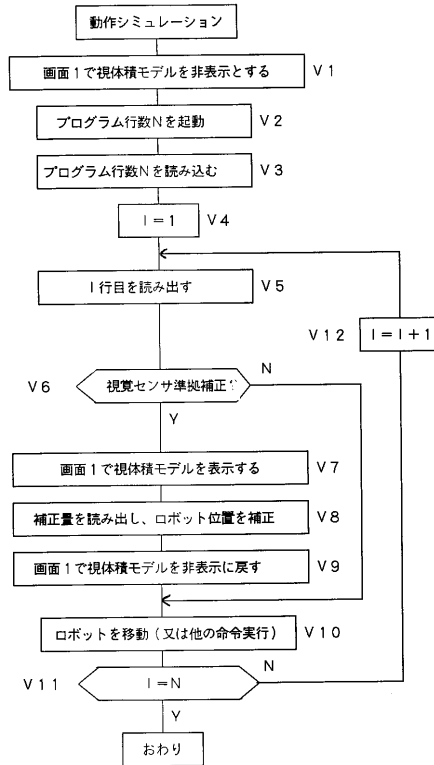 動作シミュレーション
画面1で視体積モデルを非表示とする V1
プログラム行数Nを起動 V2
プログラム行数Nを読み込む V3
I=1 V4
I行目を読み出す V5
V12 I=I+1
V6 視覚センサ準拠補正? N
Y
画面1で視体積モデルを表示する V7
補正量を読み出し、ロボット位置を補正 V8
画面1で視体積モデルを非表示に戻す V9
ロボットを移動(又は他の命令実行) V10
V11 I=N N
Y
おわり